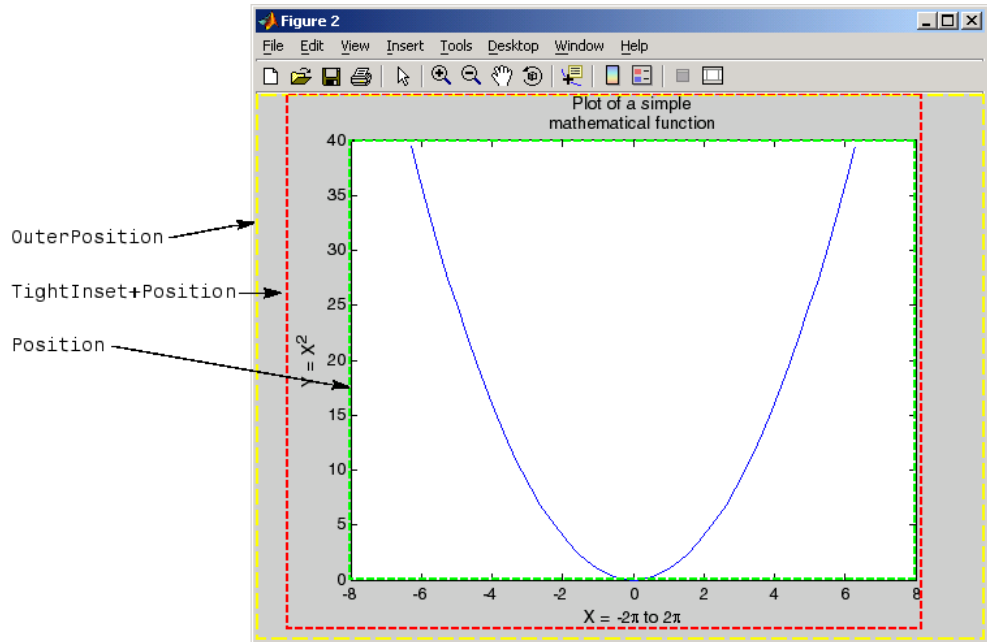 Figure 2
File Edit View Insert Tools Desktop Window Help
Plot of a simple
mathematical function
40
35
30
25
20
15
10
5
0
Y = X²
-8 -6 -4 -2 0 2 4 6 8
X = -2π to 2π
OuterPosition
TightInset+Position
Position